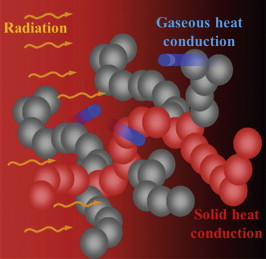 Radiation
Gaseous heat
conduction
Solid heat
conduction